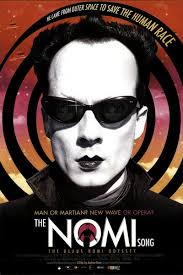 HE CAME FROM OUTER SPACE TO SAVE THE HUMAN RACE
MAN OR MARTIAN? NEW WAVE OR OPERA?
THE NOMI SONG
THE KLAUS NOMI ODYSSEY